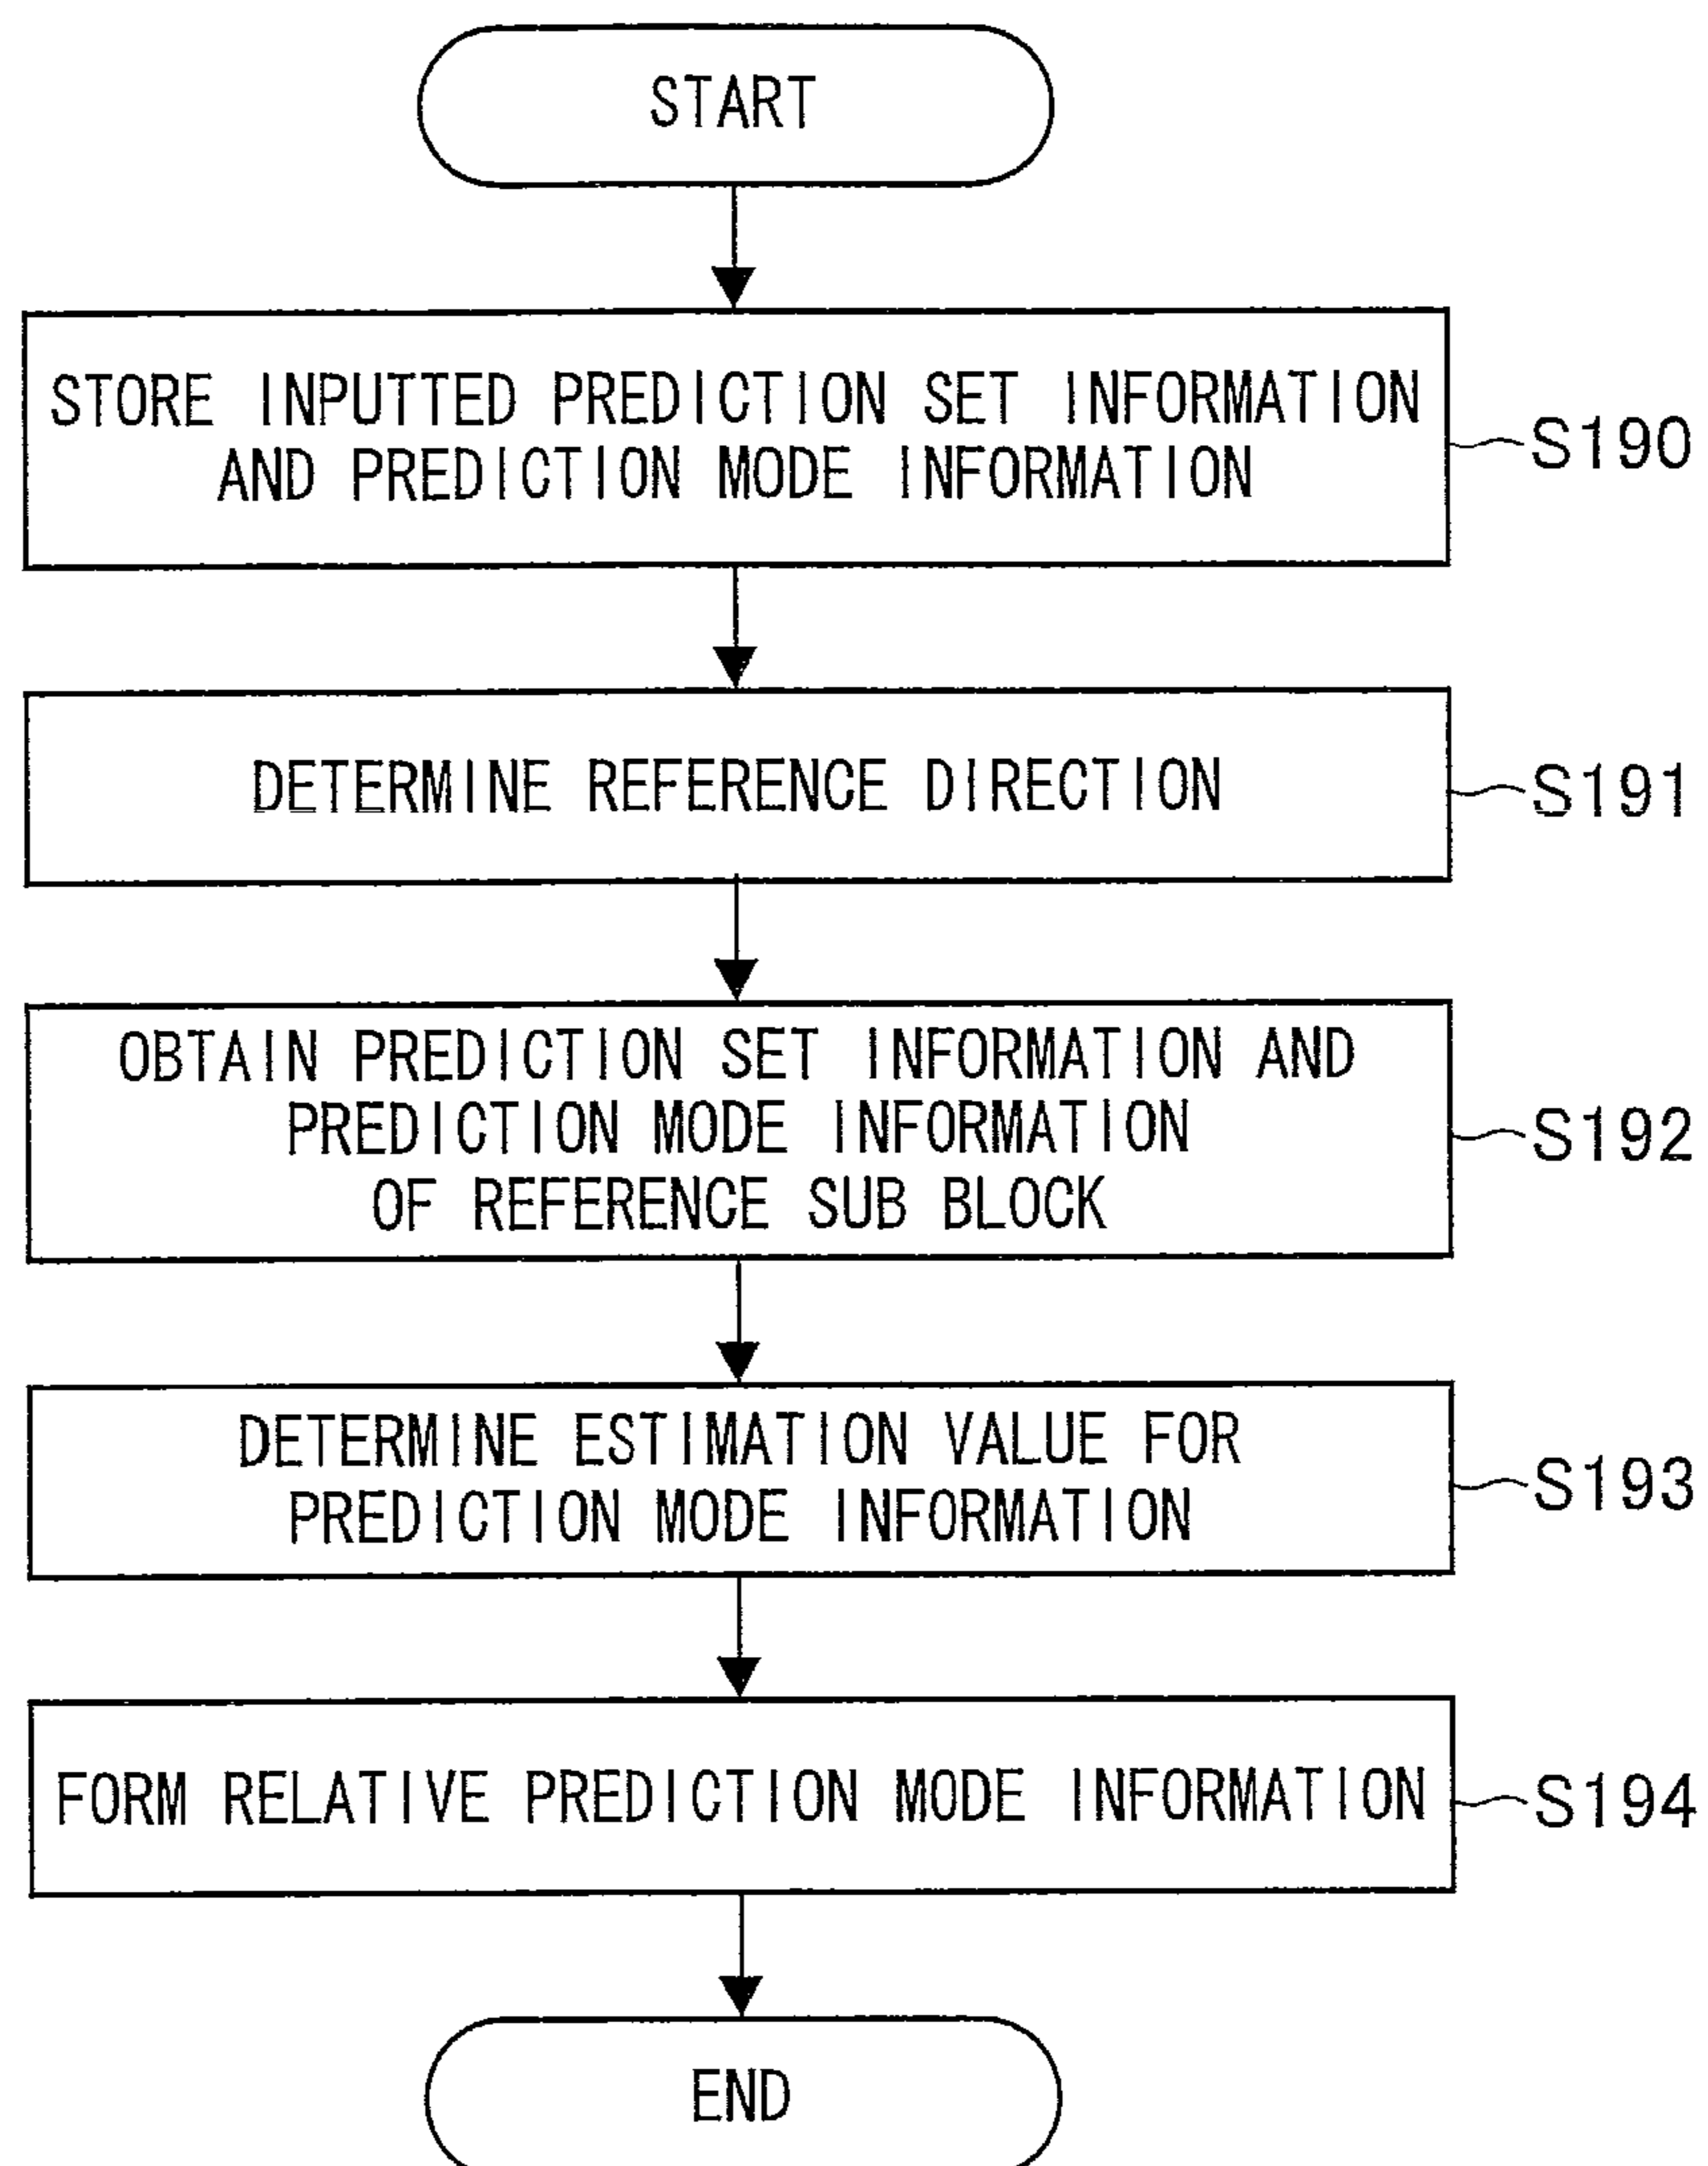 START
STORE INPUTTED PREDICTION SET INFORMATION
AND PREDICTION MODE INFORMATION
S190
DETERMINE REFERENCE DIRECTION
S191
OBTAIN PREDICTION SET INFORMATION AND
PREDICTION MODE INFORMATION
OF REFERENCE SUB BLOCK
S192
DETERMINE ESTIMATION VALUE FOR
PREDICTION MODE INFORMATION
S193
FORM RELATIVE PREDICTION MODE INFORMATION
S194
END